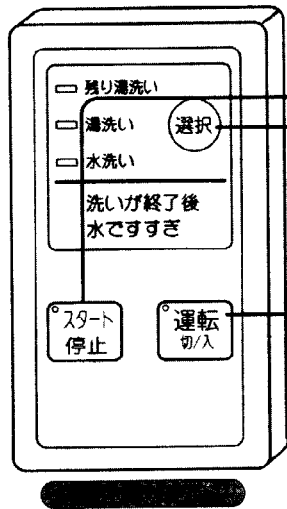 残り湯洗い
湯洗い
選択
水洗い
洗いが終了後
水ですすぎ
スタート
停止
運転
切/入